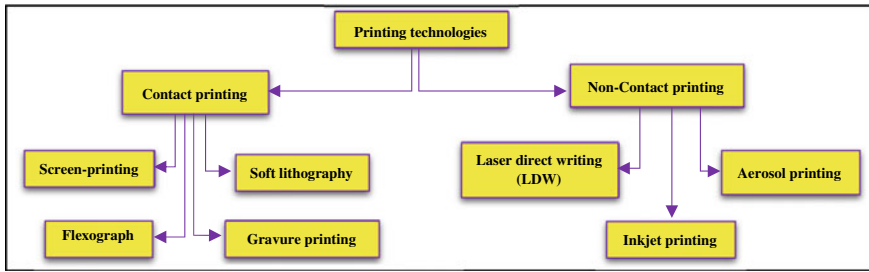 Printing technologies
Contact printing
Non-Contact printing
Screen-printing
Soft lithography
Laser direct writing
(LDW)
Aerosol printing
Flexograph
Gravure printing
Inkjet printing